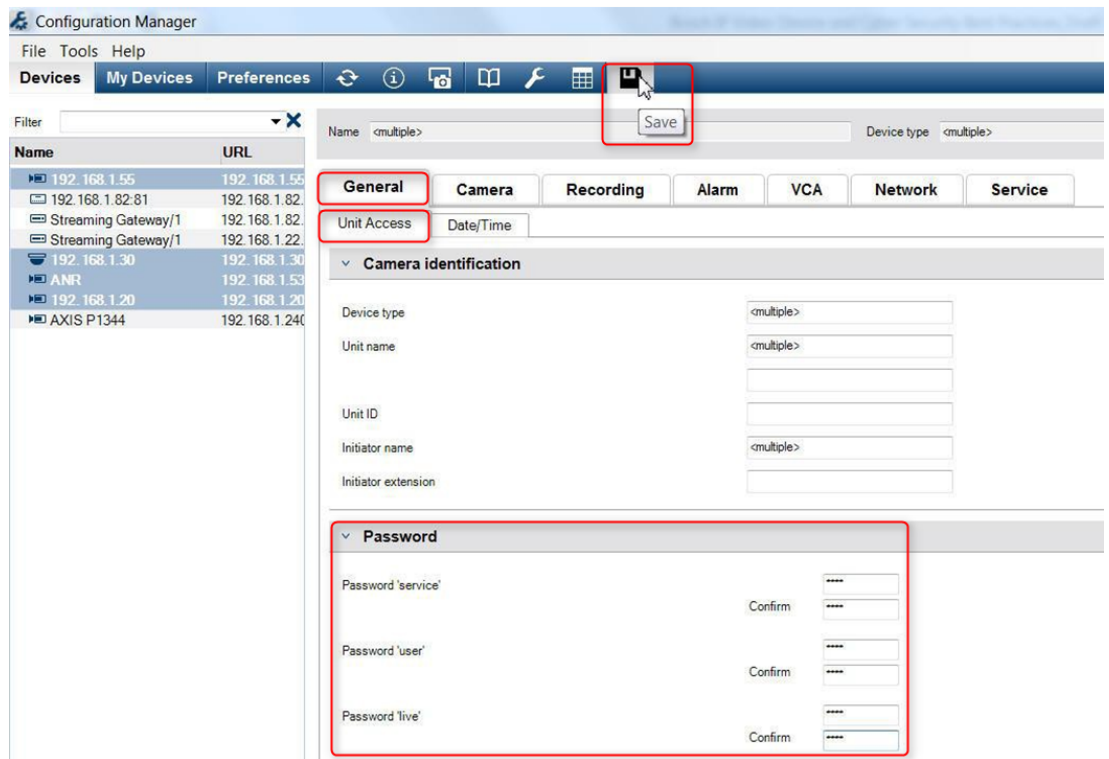 Configuration Manager
File Tools Help
Devices My Devices Preferences
Save
Filter
Name URL
192.168.1.55 192.168.1.55
192.168.1.82:81 192.168.1.82.
Streaming Gateway/1 192.168.1.82.
Streaming Gateway/1 192.168.1.22.
192.168.1.30 192.168.1.30
ANR 192.168.1.53
192.168.1.20 192.168.1.20
AXIS P1344 192.168.1.240
Name <multiple> Device type <multiple>
General Camera Recording Alarm VCA Network Service
Unit Access Date/Time
Camera identification
Device type <multiple>
Unit name <multiple>
Unit ID
Initiator name <multiple>
Initiator extension
Password
Password 'service' ••••
Confirm ••••
Password 'user' ••••
Confirm ••••
Password 'live' ••••
Confirm ••••